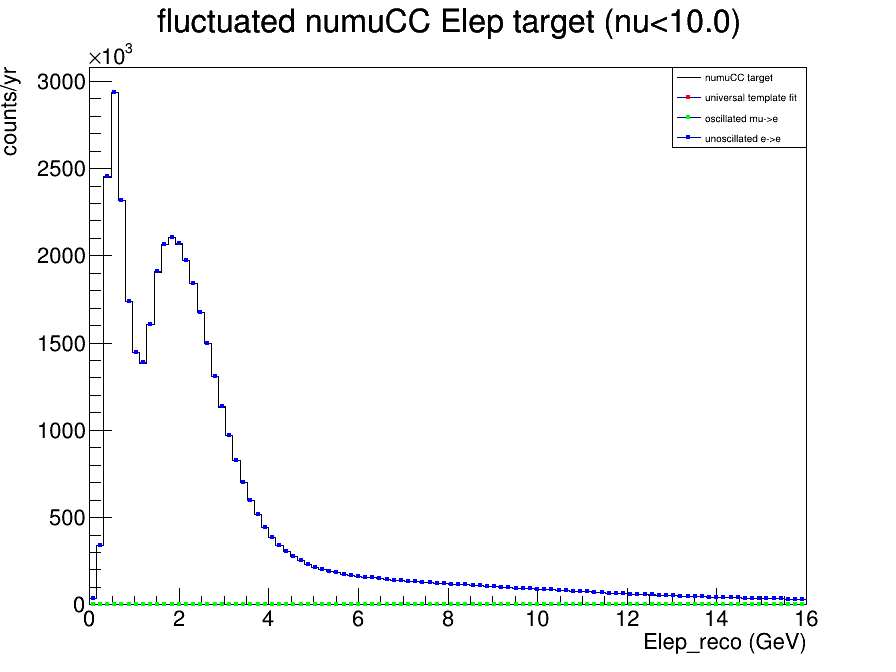 fluctuated numuCC Elep target (nu<10.0)
×10³
counts/yr
numuCC target
universal template fit
oscillated mu->e
unoscillated e->e
3000
2500
2000
1500
1000
500
0
0 2 4 6 8 10 12 14 16
Elep_reco (GeV)